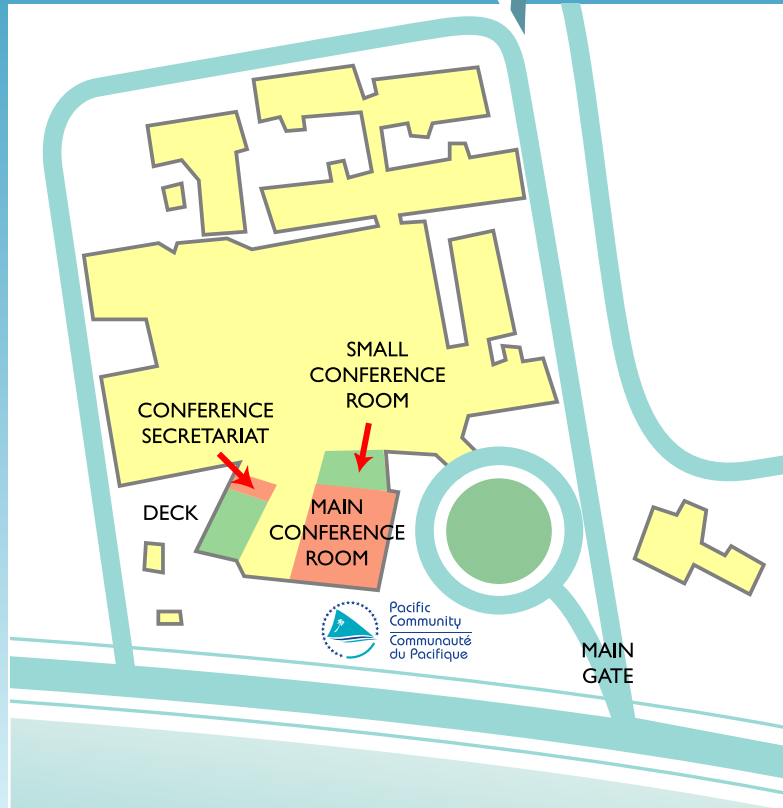 SMALL
CONFERENCE
ROOM
CONFERENCE
SECRETARIAT
DECK
MAIN
CONFERENCE
ROOM
Pacific
Community
Communauté
du Pacifique
MAIN
GATE